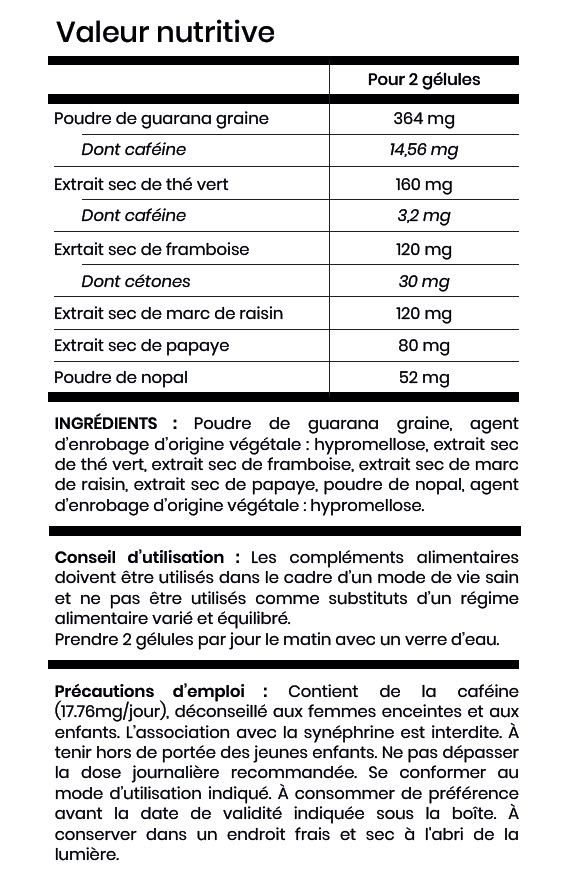 Valeur nutritive
Pour 2 gélules
Poudre de guarana graine 364 mg
Dont caféine 14,56 mg
Extrait sec de thé vert 160 mg
Dont caféine 3,2 mg
Exrtait sec de framboise 120 mg
Dont cétones 30 mg
Extrait sec de marc de raisin 120 mg
Extrait sec de papaye 80 mg
Poudre de nopal 52 mg
INGRÉDIENTS : Poudre de guarana graine, agent
d'enrobage d'origine végétale : hypromellose, extrait sec
de thé vert, extrait sec de framboise, extrait sec de marc
de raisin, extrait sec de papaye, poudre de nopal, agent
d'enrobage d'origine végétale : hypromellose.
Conseil d'utilisation : Les compléments alimentaires
doivent être utilisés dans le cadre d'un mode de vie sain
et ne pas être utilisés comme substituts d'un régime
alimentaire varié et équilibré.
Prendre 2 gélules par jour le matin avec un verre d'eau.
Précautions d'emploi : Contient de la caféine
(17.76mg/jour), déconseillé aux femmes enceintes et aux
enfants. L'association avec la synéphrine est interdite. À
tenir hors de portée des jeunes enfants. Ne pas dépasser
la dose journalière recommandée. Se conformer au
mode d'utilisation indiqué. À consommer de préférence
avant la date de validité indiquée sous la boîte. À
conserver dans un endroit frais et sec à l'abri de la
lumière.